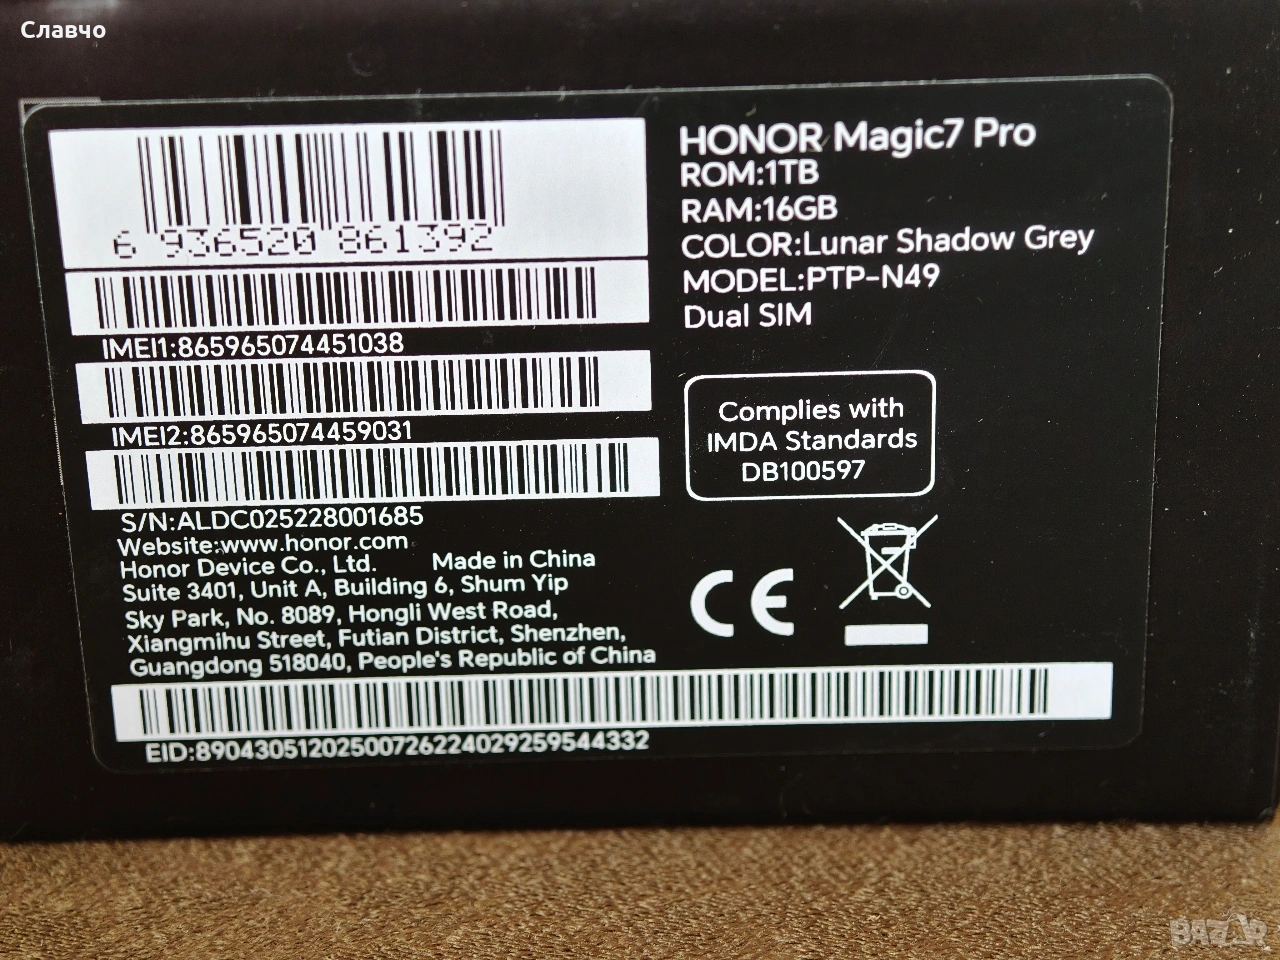 Славчо
6 936520 861392
IMEI1:865965074451038
IMEI2:865965074459031
S/N:ALDC025228001685
Website:www.honor.com
Honor Device Co., Ltd. Made in China
Suite 3401, Unit A, Building 6, Shum Yip
Sky Park, No. 8089, Hongli West Road,
Xiangmihu Street, Futian District, Shenzhen,
Guangdong 518040, People's Republic of China
EID:89043051202500726224029259544332
HONOR Magic7 Pro
ROM:1TB
RAM:16GB
COLOR:Lunar Shadow Grey
MODEL:PTP-N49
Dual SIM
Complies with
IMDA Standards
DB100597
CE
BAZAR